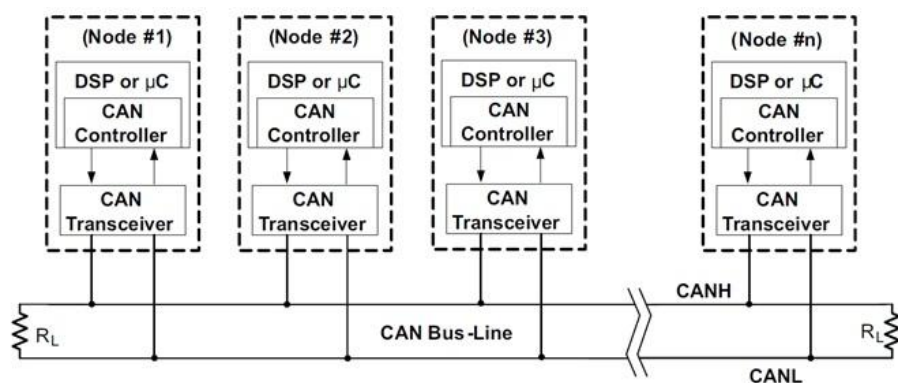 (Node #1)
DSP or µC
CAN
Controller
CAN
Transceiver
(Node #2)
DSP or µC
CAN
Controller
CAN
Transceiver
(Node #3)
DSP or µC
CAN
Controller
CAN
Transceiver
(Node #n)
DSP or µC
CAN
Controller
CAN
Transceiver
CANH
RL
CAN Bus-Line
RL
CANL